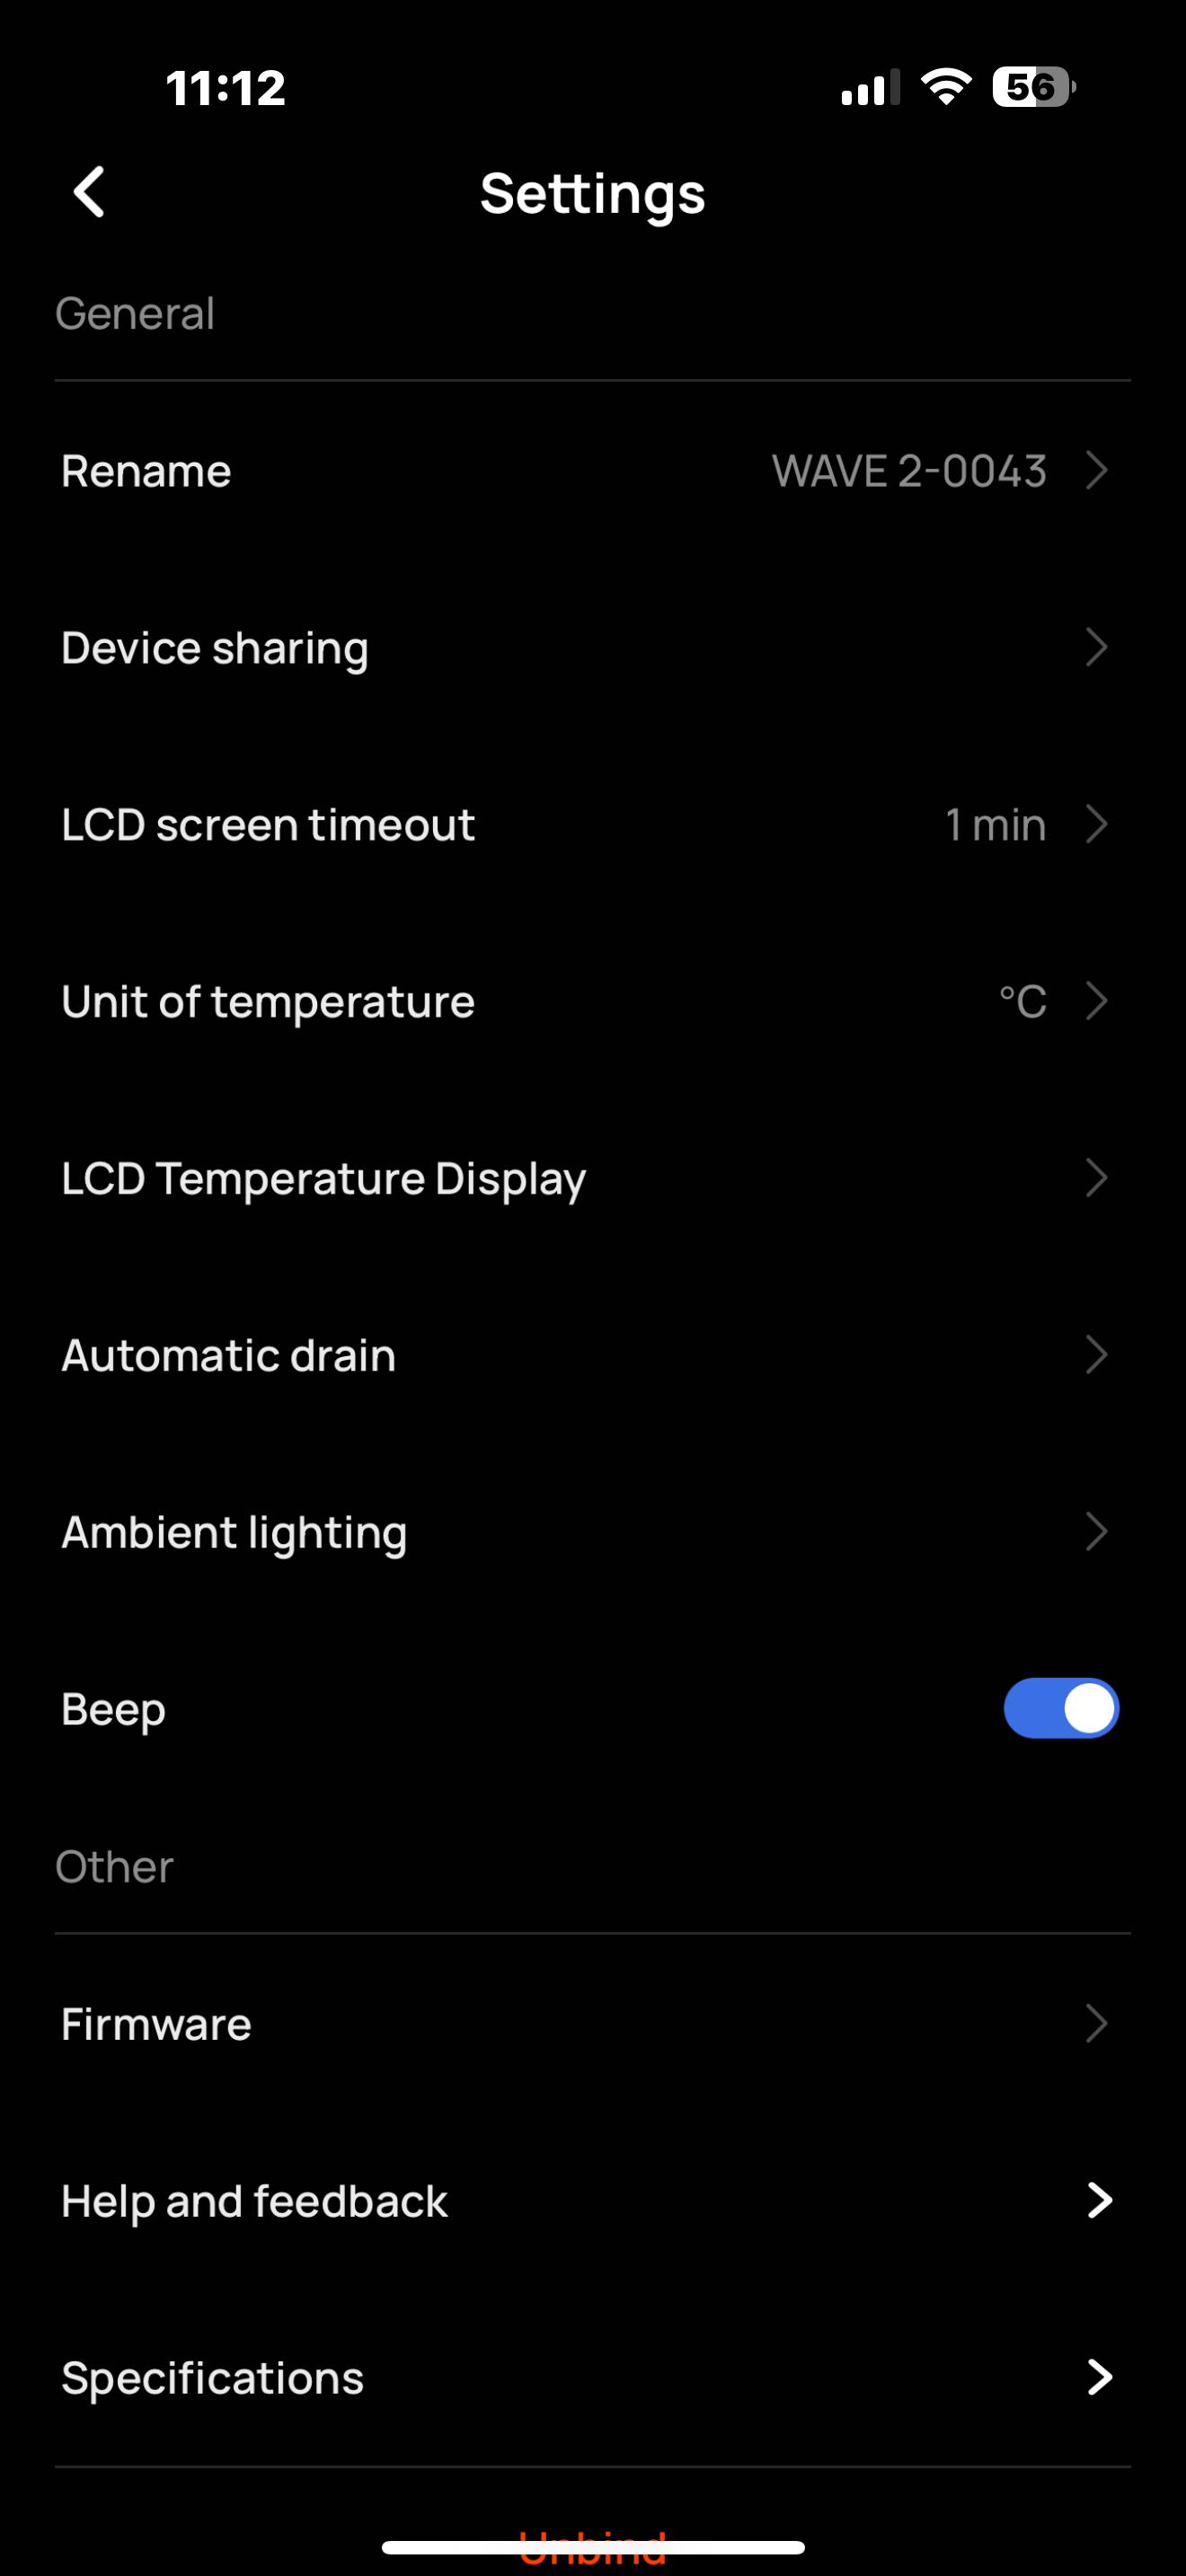 11:12
56
Settings
General
Rename
WAVE 2-0043
Device sharing
LCD screen timeout
1 min
Unit of temperature
°C
LCD Temperature Display
Automatic drain
Ambient lighting
Beep
Other
Firmware
Help and feedback
Specifications
Unbind